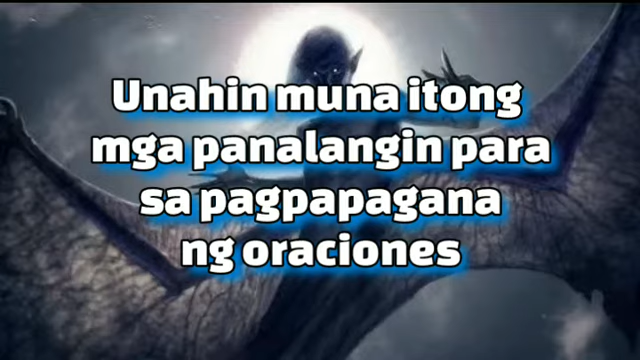 Unahin muna itong
mga panalangin para
sa pagpapagana
ng oraciones